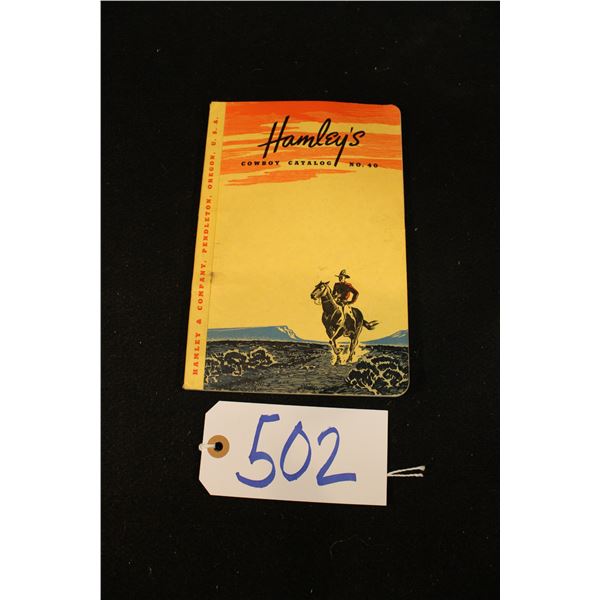 Hamley's
COWBOY CATALOG NO. 40
HAMLEY & COMPANY, PENDLETON, OREGON, U. S. A.
502